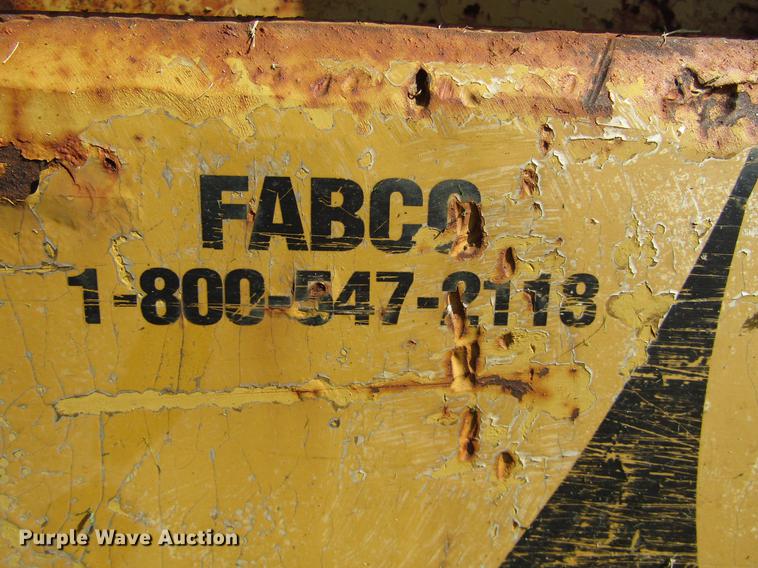 FABCO
1-800-547-2118
Purple Wave Auction